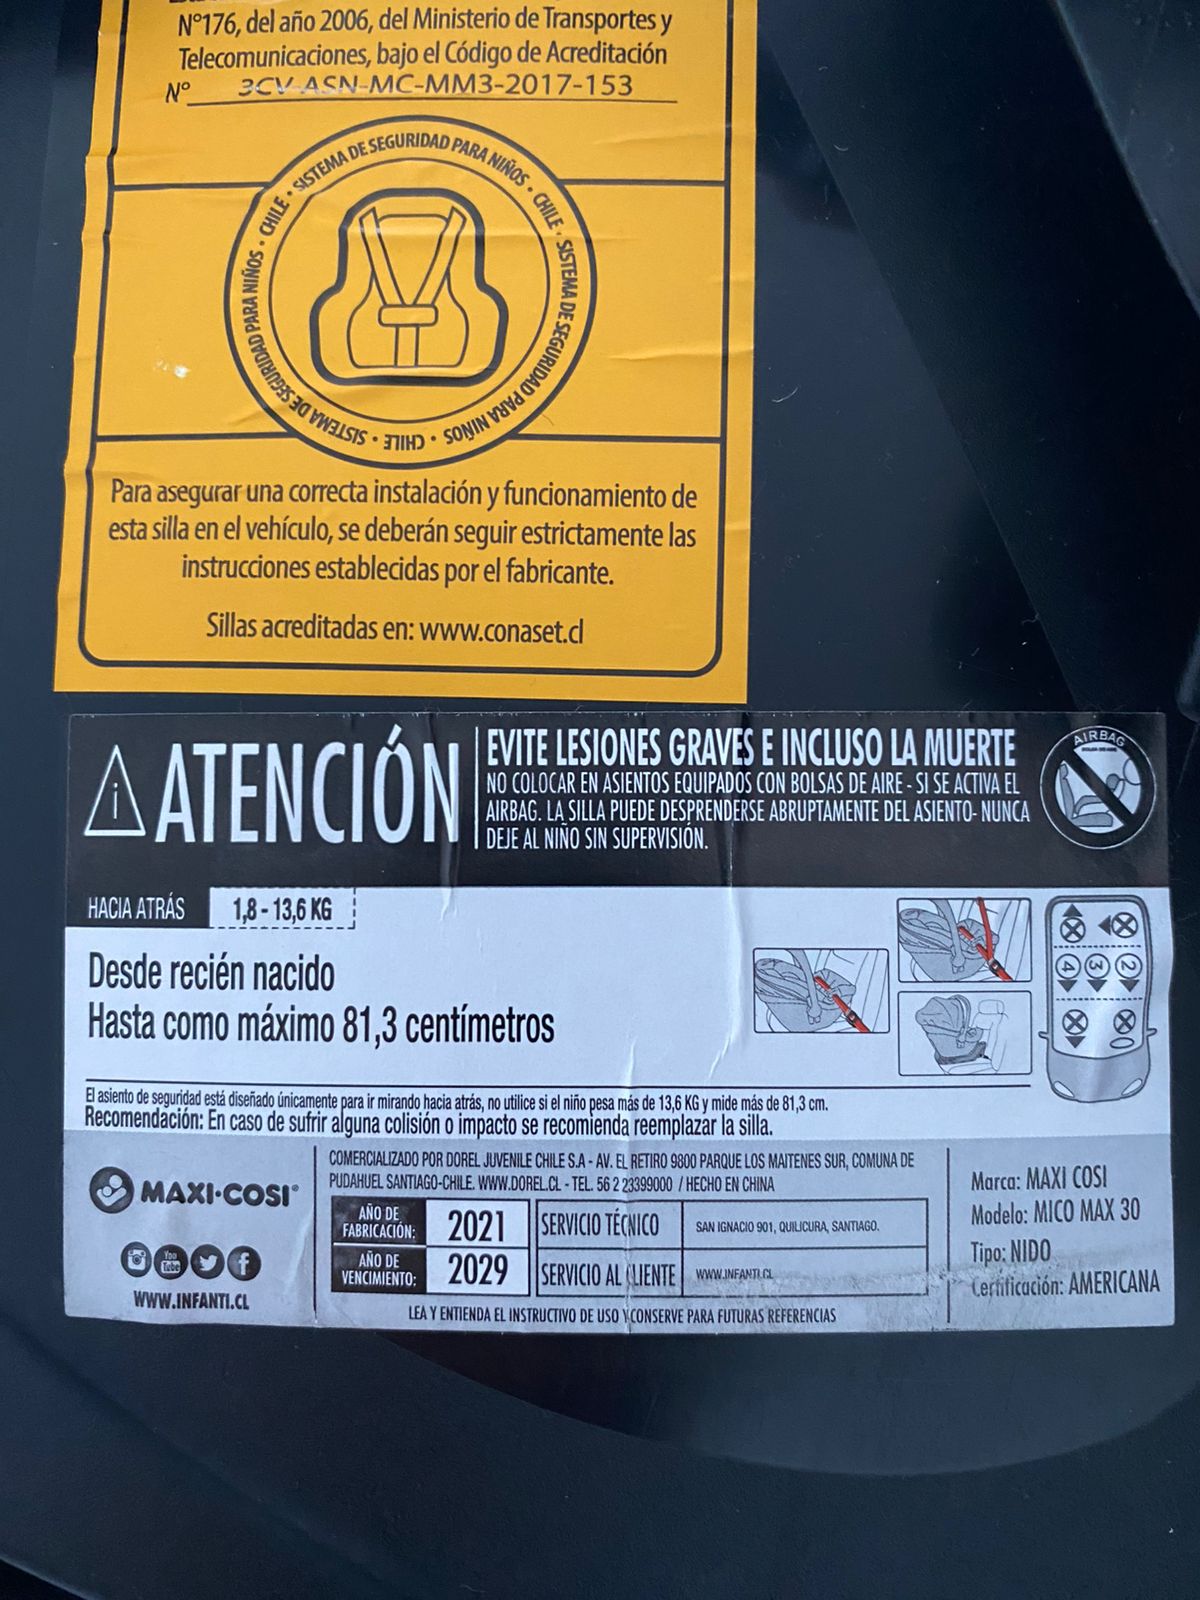 N°176, del año 2006, del Ministerio de Transportes y
Telecomunicaciones, bajo el Código de Acreditación
N° 3CV-ASN-MC-MM3-2017-153
SISTEMA DE SEGURIDAD PARA NIÑOS • CHILE • SISTEMA DE SEGURIDAD PARA NIÑOS • CHILE • SISTEMA DE SEGURIDAD PARA NIÑOS • CHILE •
Para asegurar una correcta instalación y funcionamiento de
esta silla en el vehículo, se deberán seguir estrictamente las
instrucciones establecidas por el fabricante.
Sillas acreditadas en: www.conaset.cl
ATENCIÓN
EVITE LESIONES GRAVES E INCLUSO LA MUERTE
NO COLOCAR EN ASIENTOS EQUIPADOS CON BOLSAS DE AIRE - SI SE ACTIVA EL
AIRBAG. LA SILLA PUEDE DESPRENDERSE ABRUPTAMENTE DEL ASIENTO- NUNCA
DEJE AL NIÑO SIN SUPERVISIÓN.
AIRBAG
HACIA ATRÁS 1,8 - 13,6 KG
Desde recién nacido
Hasta como máximo 81,3 centímetros
4 3 2
El asiento de seguridad está diseñado únicamente para ir mirando hacia atrás, no utilice si el niño pesa más de 13,6 KG y mide más de 81,3 cm.
Recomendación: En caso de sufrir alguna colisión o impacto se recomienda reemplazar la silla.
MAXI-COSI
You Tube
WWW.INFANTI.CL
COMERCIALIZADO POR DOREL JUVENILE CHILE S.A - AV. EL RETIRO 9800 PARQUE LOS MAITENES SUR, COMUNA DE
PUDAHUEL SANTIAGO-CHILE. WWW.DOREL.CL - TEL. 56 2 23399000 / HECHO EN CHINA
AÑO DE
FABRICACIÓN: 2021
SERVICIO TÉCNICO SAN IGNACIO 901, QUILICURA, SANTIAGO.
AÑO DE
VENCIMIENTO: 2029
SERVICIO AL CLIENTE WWW.INFANTI.CL
LEA Y ENTIENDA EL INSTRUCTIVO DE USO Y CONSERVE PARA FUTURAS REFERENCIAS
Marca: MAXI COSI
Modelo: MICO MAX 30
Tipo: NIDO
Certificación: AMERICANA